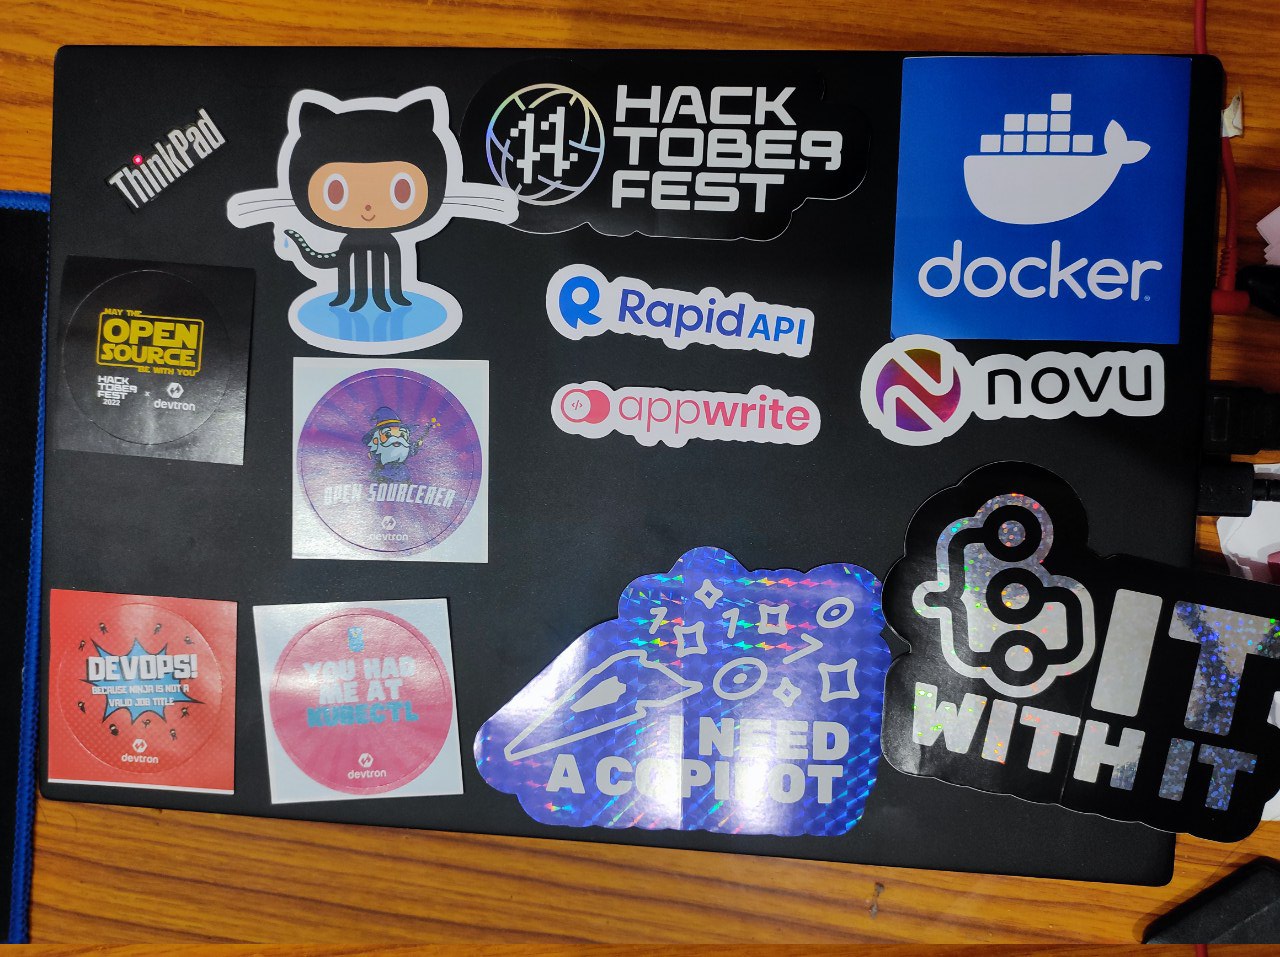 ThinkPad
11
HACK
TOBER
FEST
docker
RapidAPI
appwrite
novu
MAY THE
OPEN
SOURCE
BE WITH YOU
HACK
TOBER
FEST
2022
x
devtron
OPEN SOURCERER
devtron
DEVOPS!
BECAUSE NINJA IS NOT A
VALID JOB TITLE
devtron
YOU HAD
ME AT
KUBECTL
devtron
I NEED
A COPILOT
IT
WITH IT